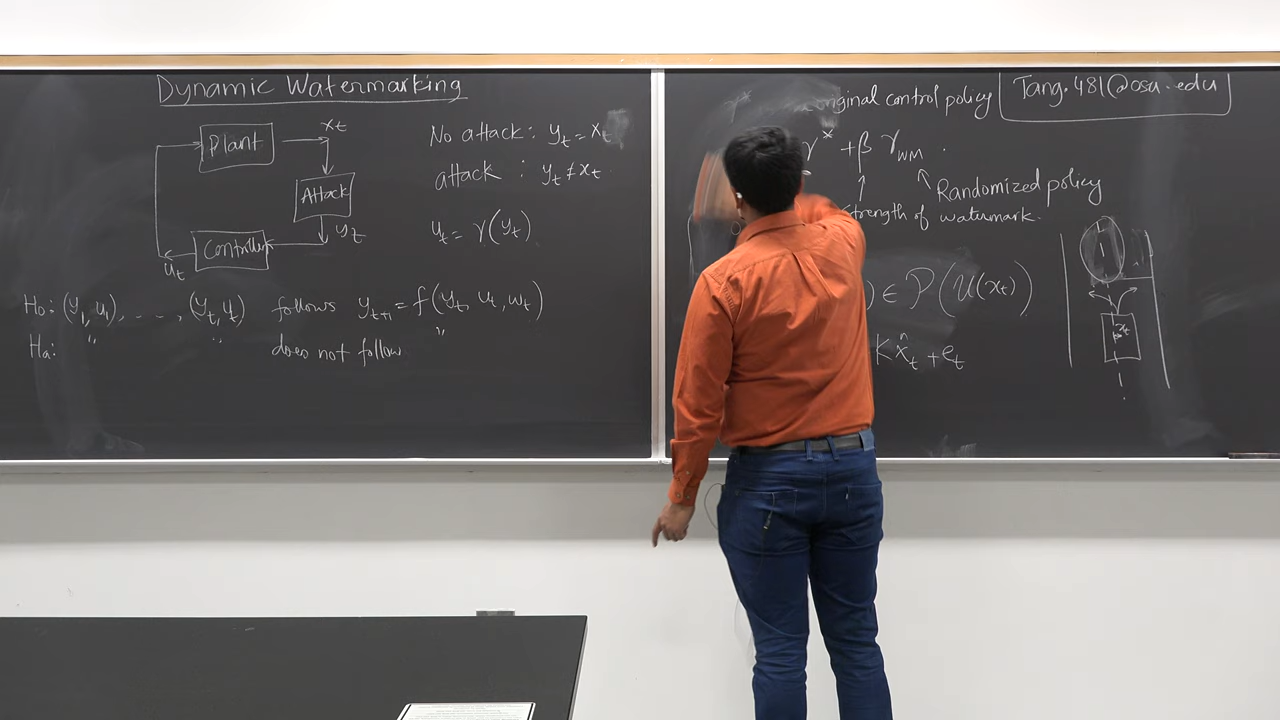 Dynamic Watermarking
Plant
xt
Attack
yt
Controller
ut
No attack: yt = xt
attack : yt ≠ xt.
ut = γ(yt)
Ho: (y1, u1), ..., (yt, ut) follows yt+1 = f(yt, ut, wt)
Ha: " " does not follow "
original control policy
Tang.481@osu.edu
γ* + β γWM .
Randomized policy
Strength of watermark.
) ∈ P(U(xt))
K x̂t + et